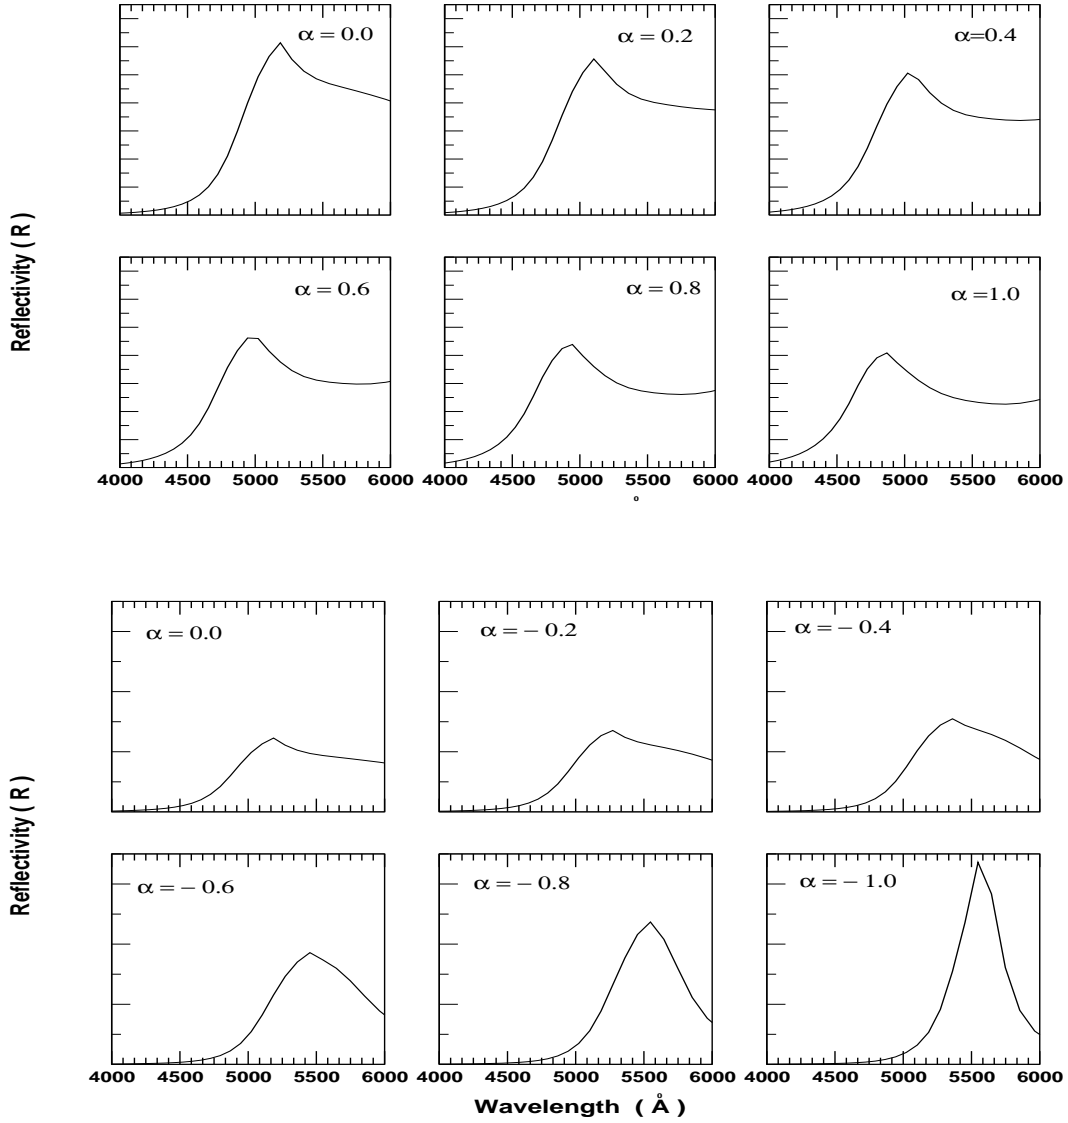 α = 0.0
α = 0.2
α=0.4
Reflectivity ( R )
α = 0.6
α = 0.8
α =1.0
4000 4500 5000 5500 6000
4000 4500 5000 5500 6000
4000 4500 5000 5500 6000
o
α = 0.0
α = − 0.2
α = − 0.4
Reflectivity ( R )
α = − 0.6
α = − 0.8
α = − 1.0
4000 4500 5000 5500 6000
4000 4500 5000 5500 6000
4000 4500 5000 5500 6000
Wavelength ( Å )